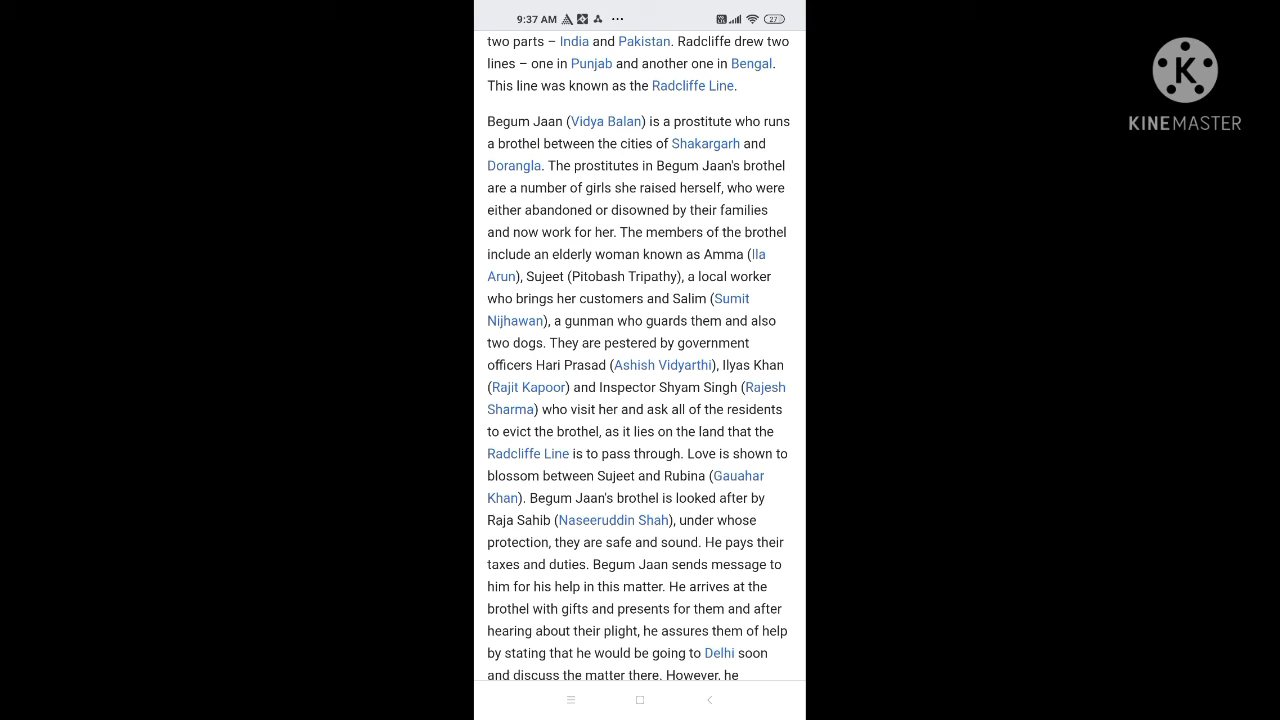 9:37 AM ...
27
two parts – India and Pakistan. Radcliffe drew two
lines – one in Punjab and another one in Bengal.
This line was known as the Radcliffe Line.
Begum Jaan (Vidya Balan) is a prostitute who runs
a brothel between the cities of Shakargarh and
Dorangla. The prostitutes in Begum Jaan's brothel
are a number of girls she raised herself, who were
either abandoned or disowned by their families
and now work for her. The members of the brothel
include an elderly woman known as Amma (Ila
Arun), Sujeet (Pitobash Tripathy), a local worker
who brings her customers and Salim (Sumit
Nijhawan), a gunman who guards them and also
two dogs. They are pestered by government
officers Hari Prasad (Ashish Vidyarthi), Ilyas Khan
(Rajit Kapoor) and Inspector Shyam Singh (Rajesh
Sharma) who visit her and ask all of the residents
to evict the brothel, as it lies on the land that the
Radcliffe Line is to pass through. Love is shown to
blossom between Sujeet and Rubina (Gauahar
Khan). Begum Jaan's brothel is looked after by
Raja Sahib (Naseeruddin Shah), under whose
protection, they are safe and sound. He pays their
taxes and duties. Begum Jaan sends message to
him for his help in this matter. He arrives at the
brothel with gifts and presents for them and after
hearing about their plight, he assures them of help
by stating that he would be going to Delhi soon
and discuss the matter there. However, he
K
KINEMASTER